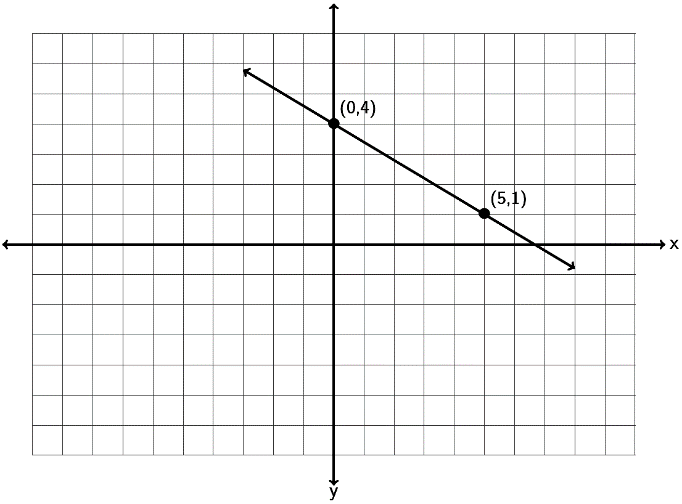 (0,4)
(5,1)
x
y